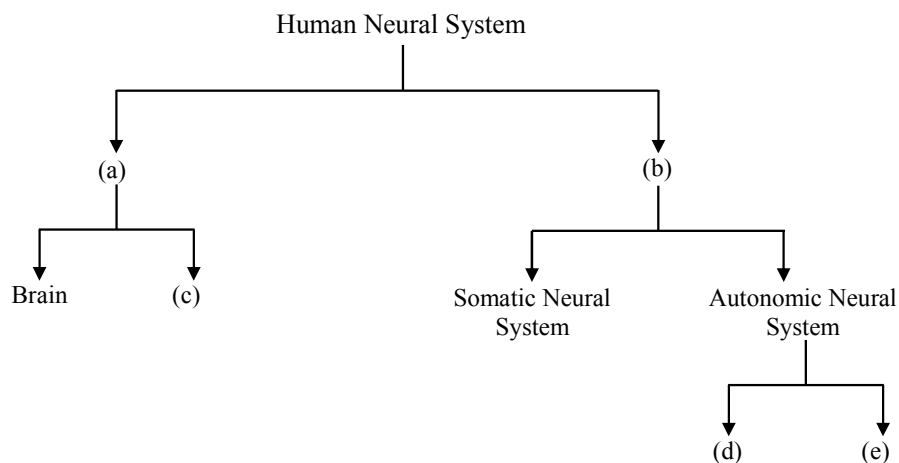 Human Neural System
(a)
(b)
Brain
(c)
Somatic Neural
System
Autonomic Neural
System
(d)
(e)